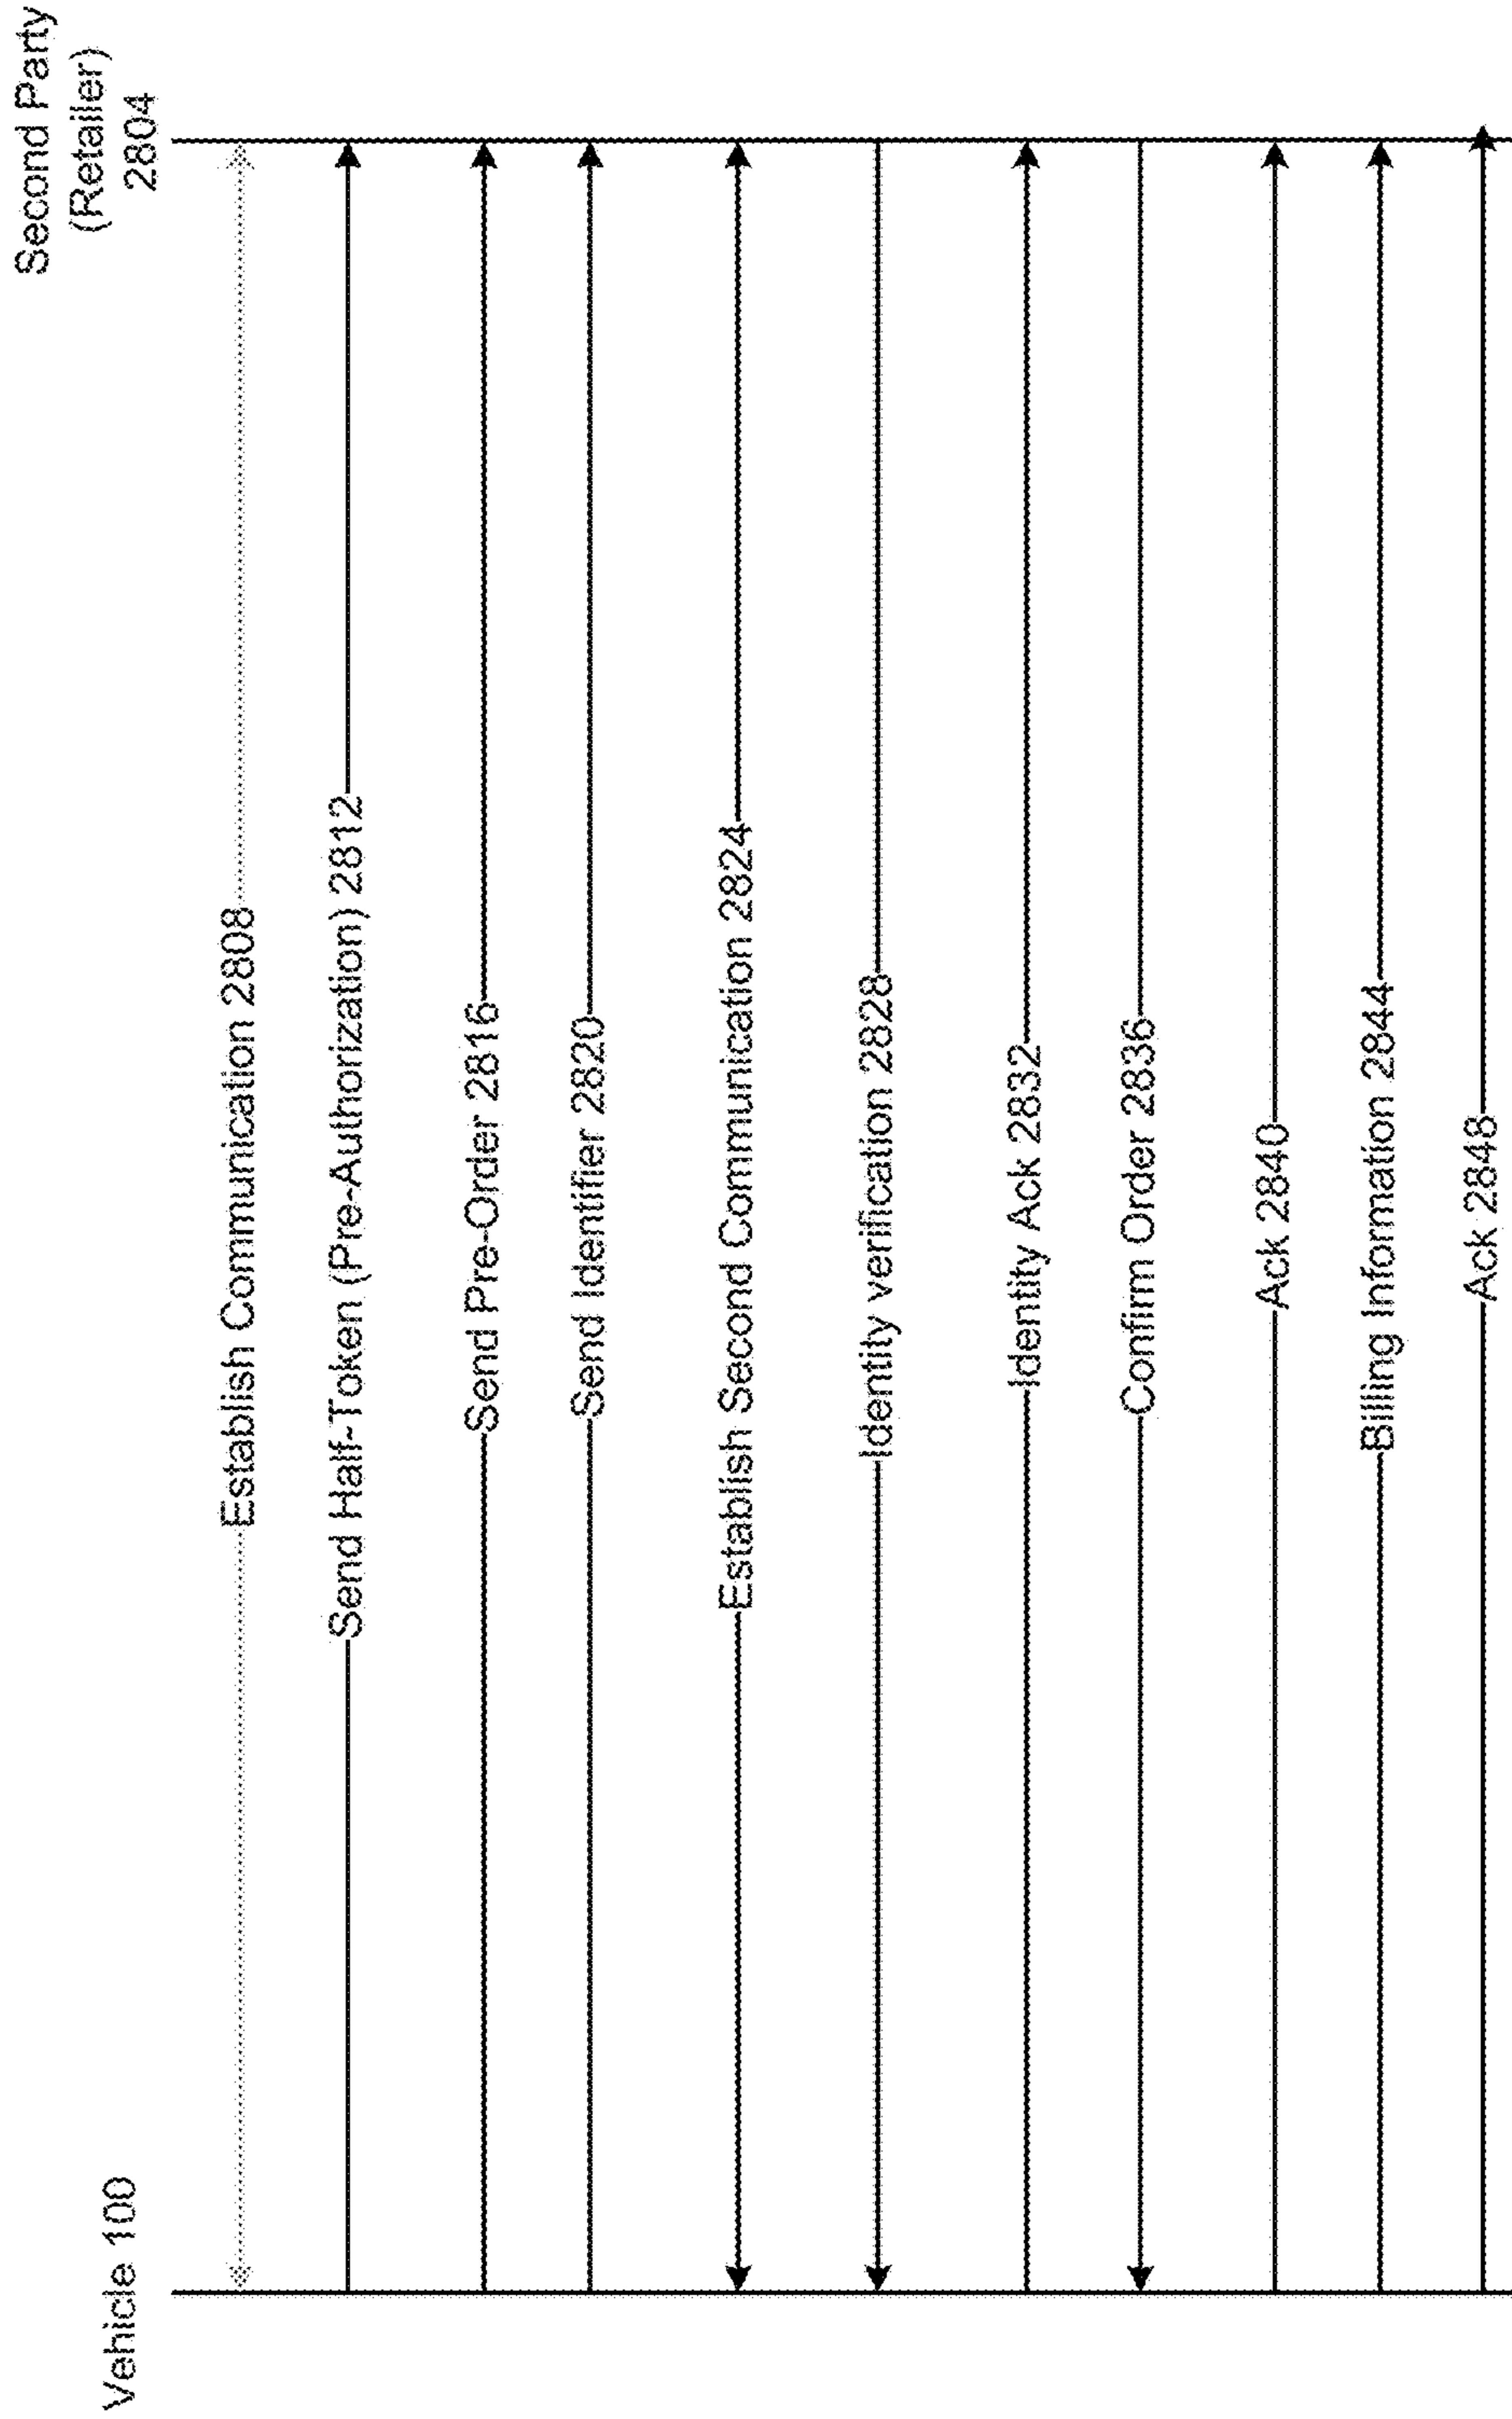 Vehicle 100
Second Party
(Retailer)
2804
Establish Communication 2808
Send Half-Token (Pre-Authorization) 2812
Send Pre-Order 2816
Send Identifier 2820
Establish Second Communication 2824
Identity verification 2828
Identity Ack 2832
Confirm Order 2836
Ack 2840
Billing Information 2844
Ack 2848